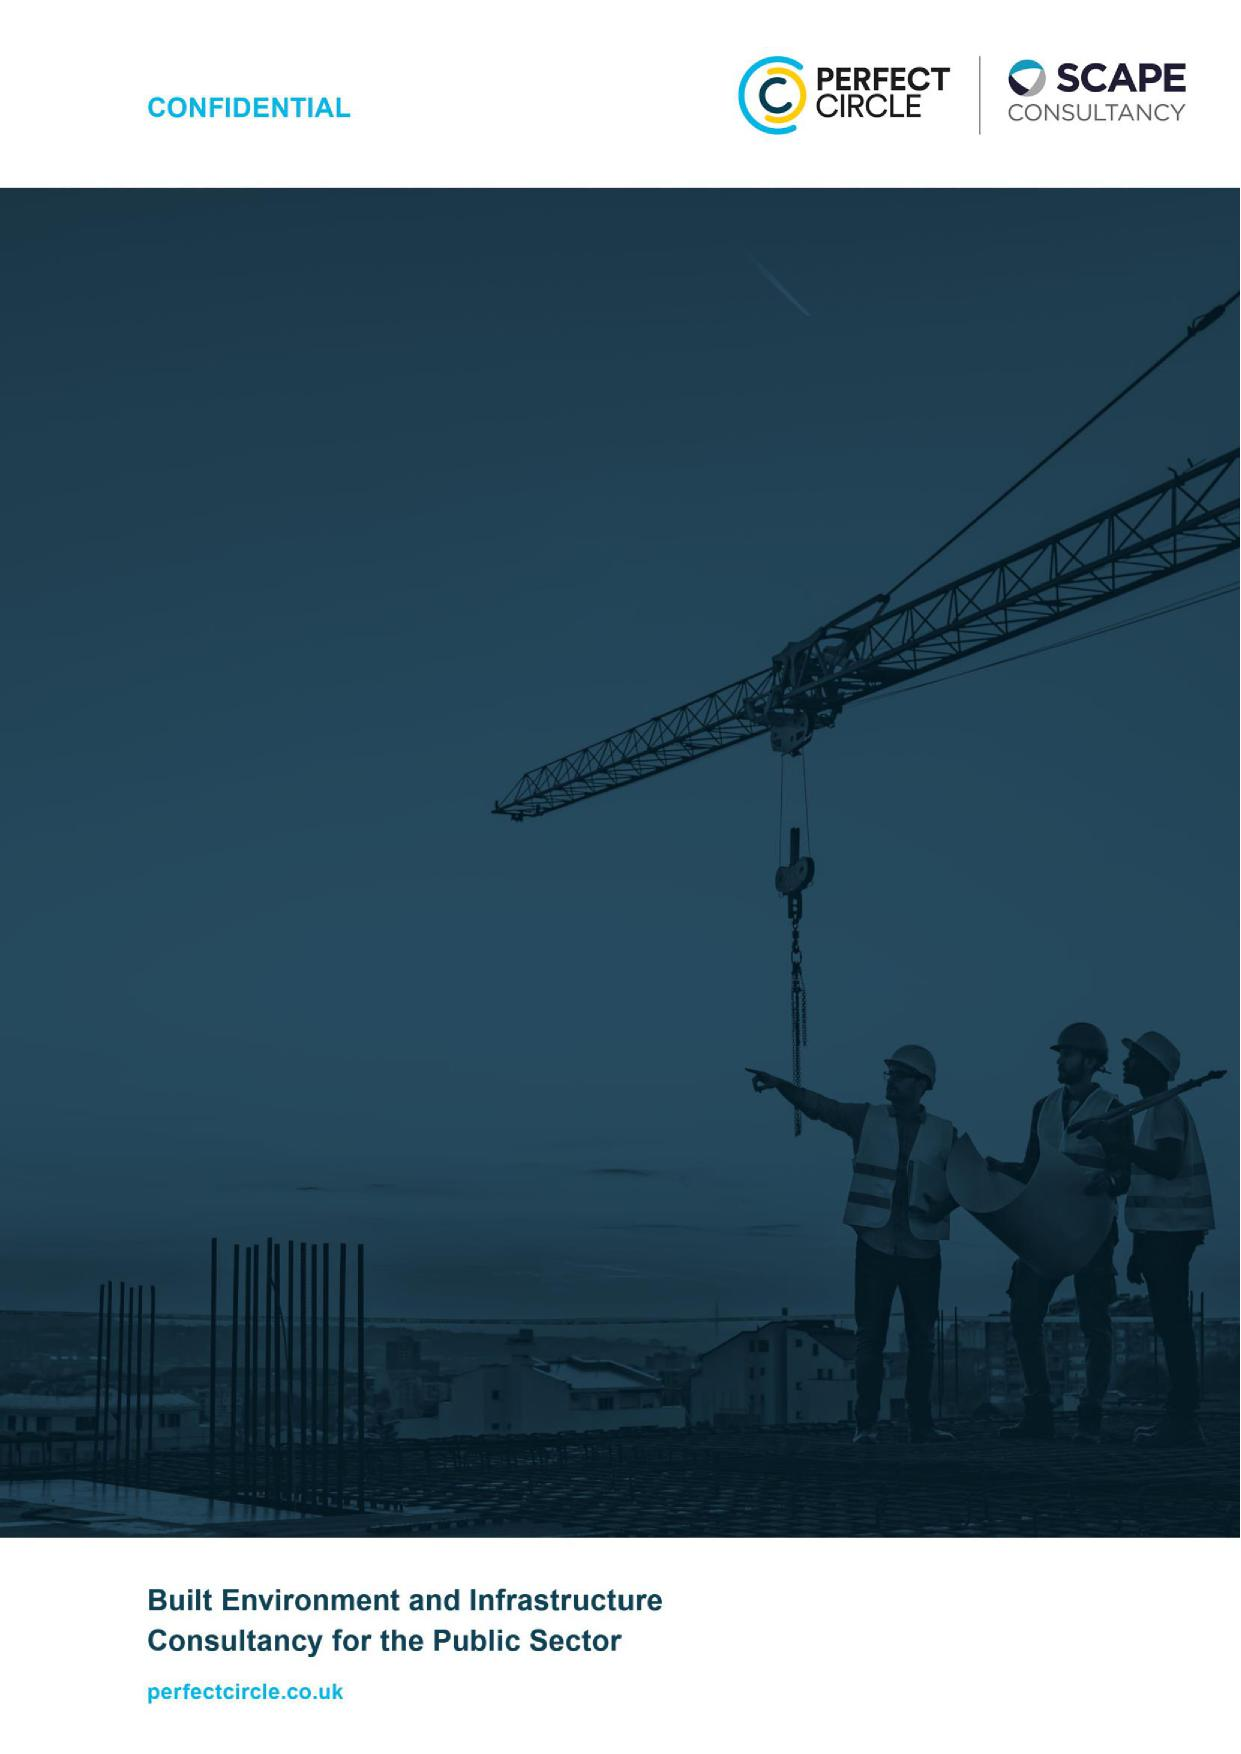 CONFIDENTIAL
PERFECT
CIRCLE
SCAPE
CONSULTANCY
Built Environment and Infrastructure
Consultancy for the Public Sector
perfectcircle.co.uk